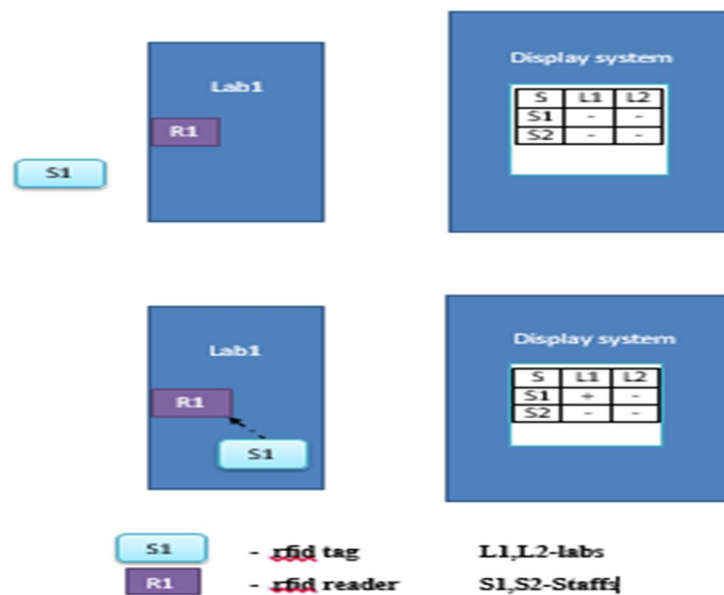 Lab1
R1
S1
Display system
S L1 L2
S1 - -
S2 - -
Lab1
R1
S1
Display system
S L1 L2
S1 + -
S2 - -
S1 - rfid tag L1,L2-labs
R1 - rfid reader S1,S2-Staffs